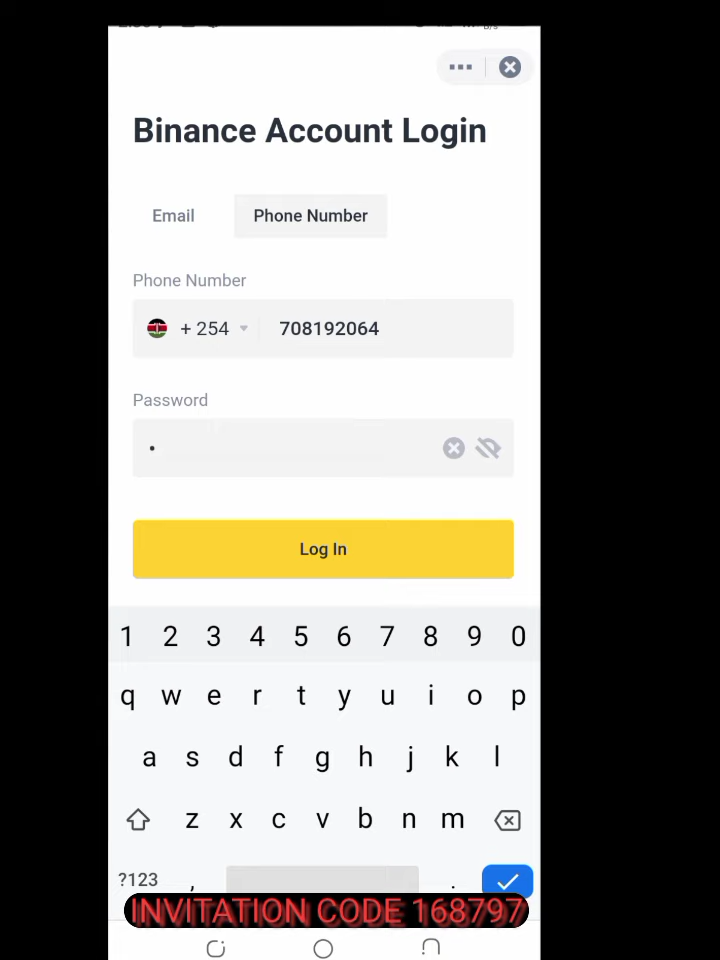 Binance Account Login
Email Phone Number
Phone Number
+ 254 708192064
Password
•
Log In
1 2 3 4 5 6 7 8 9 0
q w e r t y u i o p
a s d f g h j k l
z x c v b n m
?123 , .
INVITATION CODE 168797